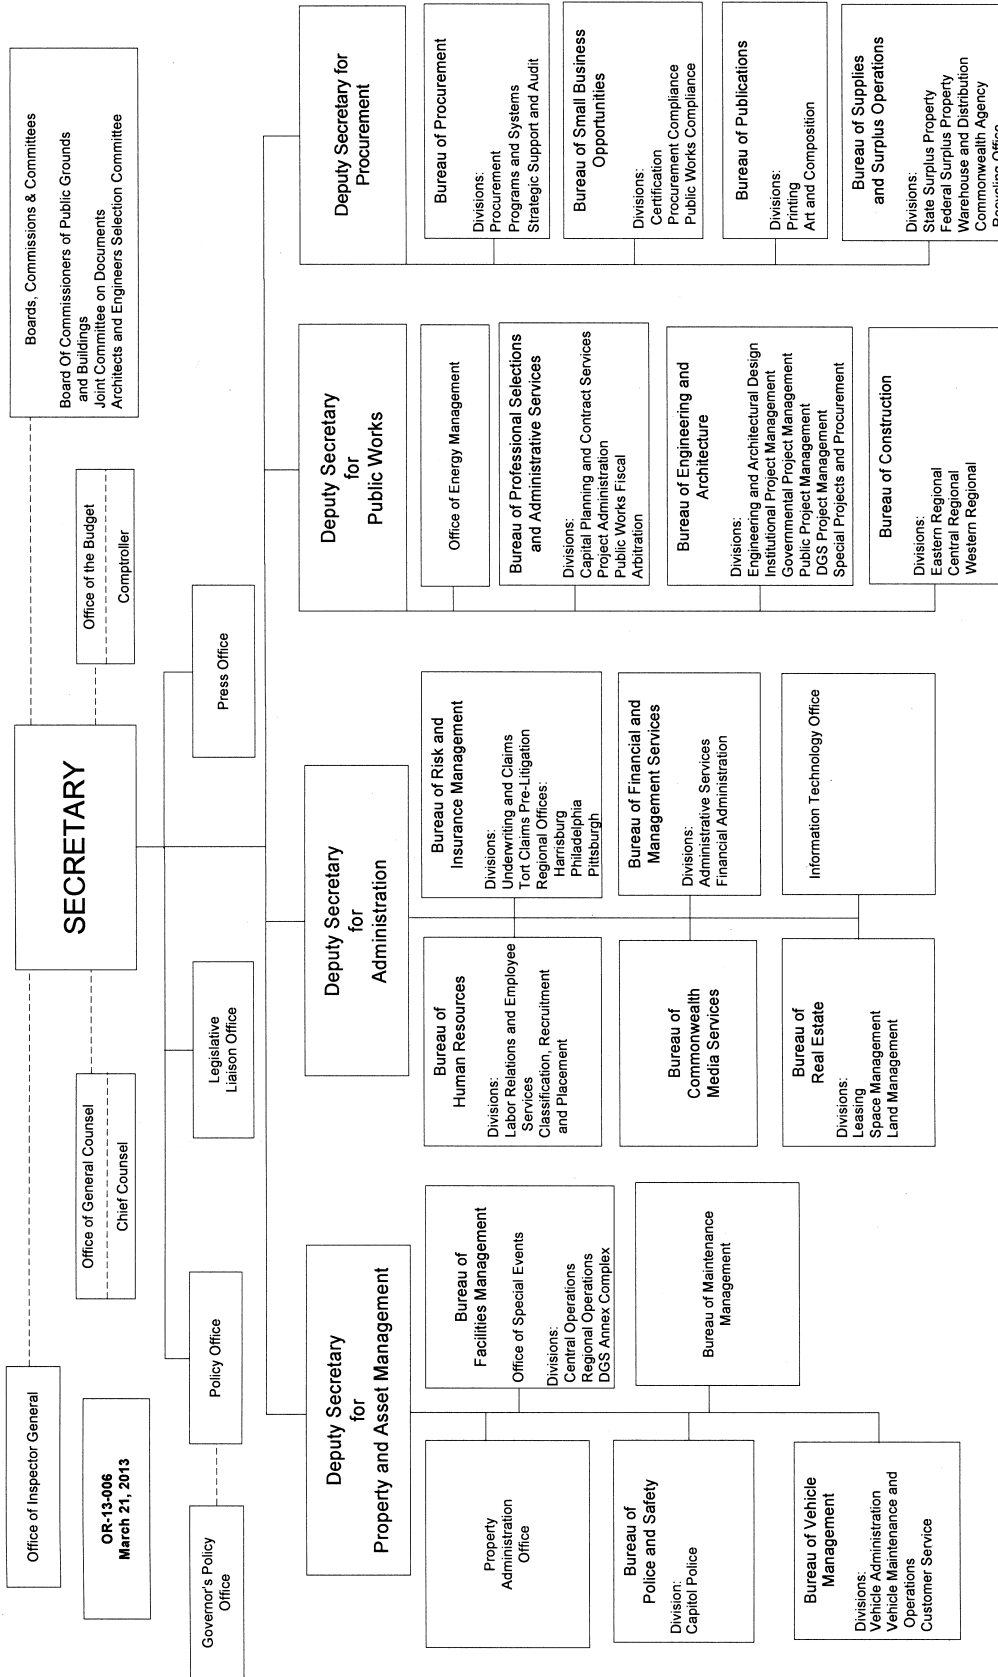 Office of Inspector General
OR-13-006
March 21, 2013
Governor's Policy
Office
Policy Office
Office of General Counsel
Chief Counsel
Legislative
Liaison Office
SECRETARY
Press Office
Office of the Budget
Comptroller
Boards, Commissions & Committees
Board Of Commissioners of Public Grounds
and Buildings
Joint Committee on Documents
Architects and Engineers Selection Committee
Deputy Secretary
for
Property and Asset Management
Property
Administration
Office
Bureau of
Police and Safety
Division:
Capitol Police
Bureau of Vehicle
Management
Divisions:
Vehicle Administration
Vehicle Maintenance and
Operations
Customer Service
Bureau of
Facilities Management
Office of Special Events
Divisions:
Central Operations
Regional Operations
DGS Annex Complex
Bureau of Maintenance
Management
Deputy Secretary
for
Administration
Bureau of
Human Resources
Divisions:
Labor Relations and Employee
Services
Classification, Recruitment
and Placement
Bureau of
Commonwealth
Media Services
Bureau of
Real Estate
Divisions:
Leasing
Space Management
Land Management
Bureau of Risk and
Insurance Management
Divisions:
Underwriting and Claims
Tort Claims Pre-Litigation
Regional Offices:
Harrisburg
Philadelphia
Pittsburgh
Bureau of Financial and
Management Services
Divisions:
Administrative Services
Financial Administration
Information Technology Office
Deputy Secretary
for
Public Works
Office of Energy Management
Bureau of Professional Selections
and Administrative Services
Divisions:
Capital Planning and Contract Services
Project Administration
Public Works Fiscal
Arbitration
Bureau of Engineering and
Architecture
Divisions:
Engineering and Architectural Design
Institutional Project Management
Governmental Project Management
Public Project Management
DGS Project Management
Special Projects and Procurement
Bureau of Construction
Divisions:
Eastern Regional
Central Regional
Western Regional
Deputy Secretary for
Procurement
Bureau of Procurement
Divisions:
Procurement
Programs and Systems
Strategic Support and Audit
Bureau of Small Business
Opportunities
Divisions:
Certification
Procurement Compliance
Public Works Compliance
Bureau of Publications
Divisions:
Printing
Art and Composition
Bureau of Supplies
and Surplus Operations
Divisions:
State Surplus Property
Federal Surplus Property
Warehouse and Distribution
Commonwealth Agency
Recycling Office